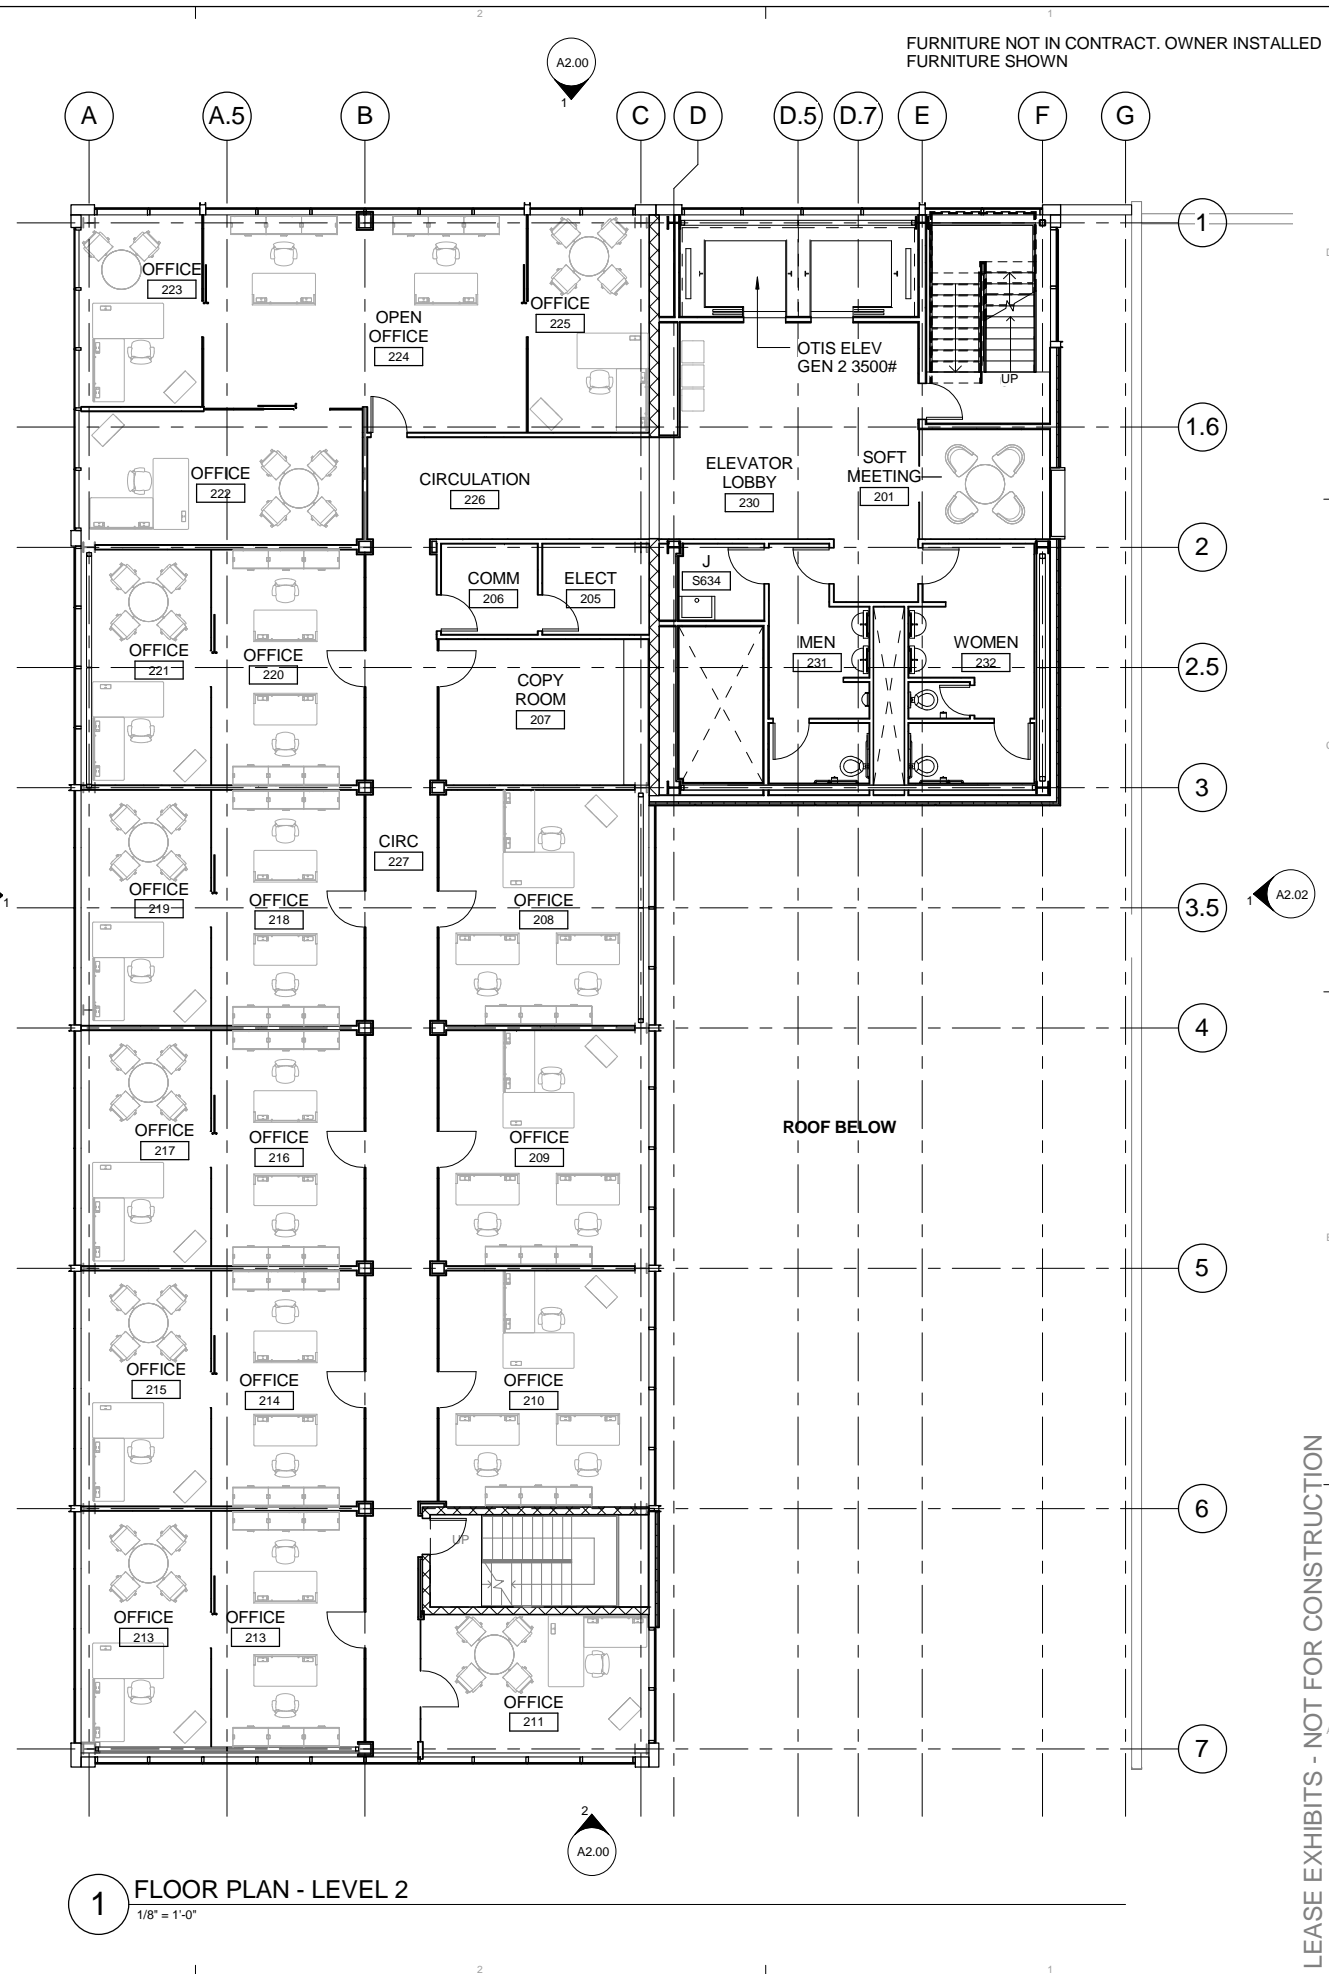 2
1
FURNITURE NOT IN CONTRACT. OWNER INSTALLED
FURNITURE SHOWN
A2.00
1
A
A.5
B
C
D
D.5
D.7
E
F
G
1
OFFICE
223
OPEN
OFFICE
224
OFFICE
225
OTIS ELEV
GEN 2 3500#
UP
1.6
OFFICE
222
CIRCULATION
226
ELEVATOR
LOBBY
230
SOFT
MEETING
201
2
COMM
206
ELECT
205
J
S634
OFFICE
221
OFFICE
220
MEN
231
WOMEN
232
2.5
COPY
ROOM
207
3
CIRC
227
OFFICE
219
OFFICE
218
OFFICE
208
3.5
1
1
A2.02
4
OFFICE
217
OFFICE
216
OFFICE
209
ROOF BELOW
5
OFFICE
215
OFFICE
214
OFFICE
210
6
UP
OFFICE
213
OFFICE
213
OFFICE
211
7
2
A2.00
1
FLOOR PLAN - LEVEL 2
1/8" = 1'-0"
LEASE EXHIBITS - NOT FOR CONSTRUCTION
2
1